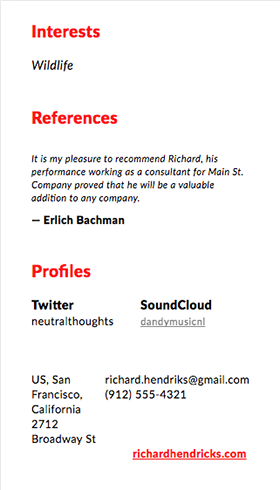 Interests
Wildlife
References
It is my pleasure to recommend Richard, his
performance working as a consultant for Main St.
Company proved that he will be a valuable
addition to any company.
— Erlich Bachman
Profiles
Twitter
neutralthoughts
SoundCloud
dandymusicnl
US, San
Francisco,
California
2712
Broadway St
richard.hendriks@gmail.com
(912) 555-4321
richardhendricks.com